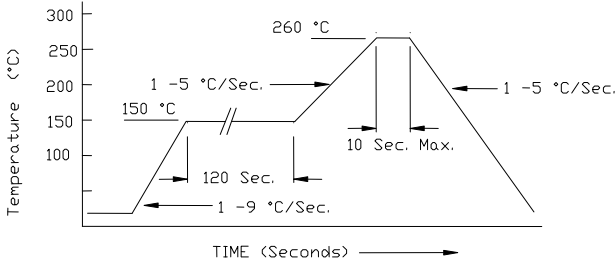 300
260 °C
250
Temperature (°C)
200
1 -5 °C/Sec.
1 -5 °C/Sec.
150 °C
150
10 Sec. Max.
100
120 Sec.
1 -9 °C/Sec.
TIME (Seconds)